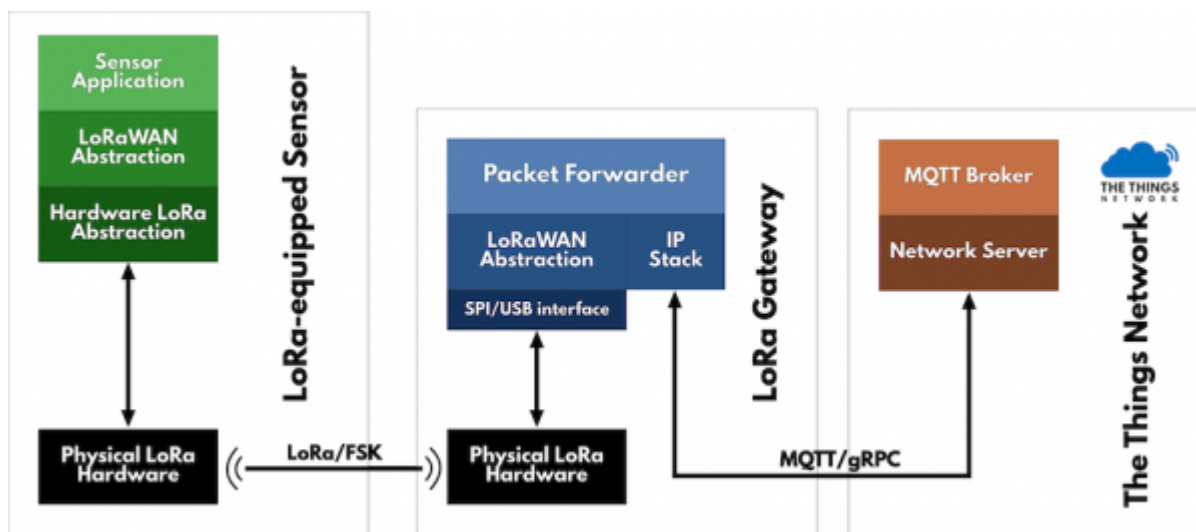 Sensor
Application
LoRaWAN
Abstraction
Hardware LoRa
Abstraction
Physical LoRa
Hardware
LoRa-equipped Sensor
LoRa/FSK
Packet Forwarder
LoRaWAN
Abstraction
IP
Stack
SPI/USB interface
Physical LoRa
Hardware
LoRa Gateway
MQTT/gRPC
MQTT Broker
Network Server
THE THINGS
NETWORK
The Things Network